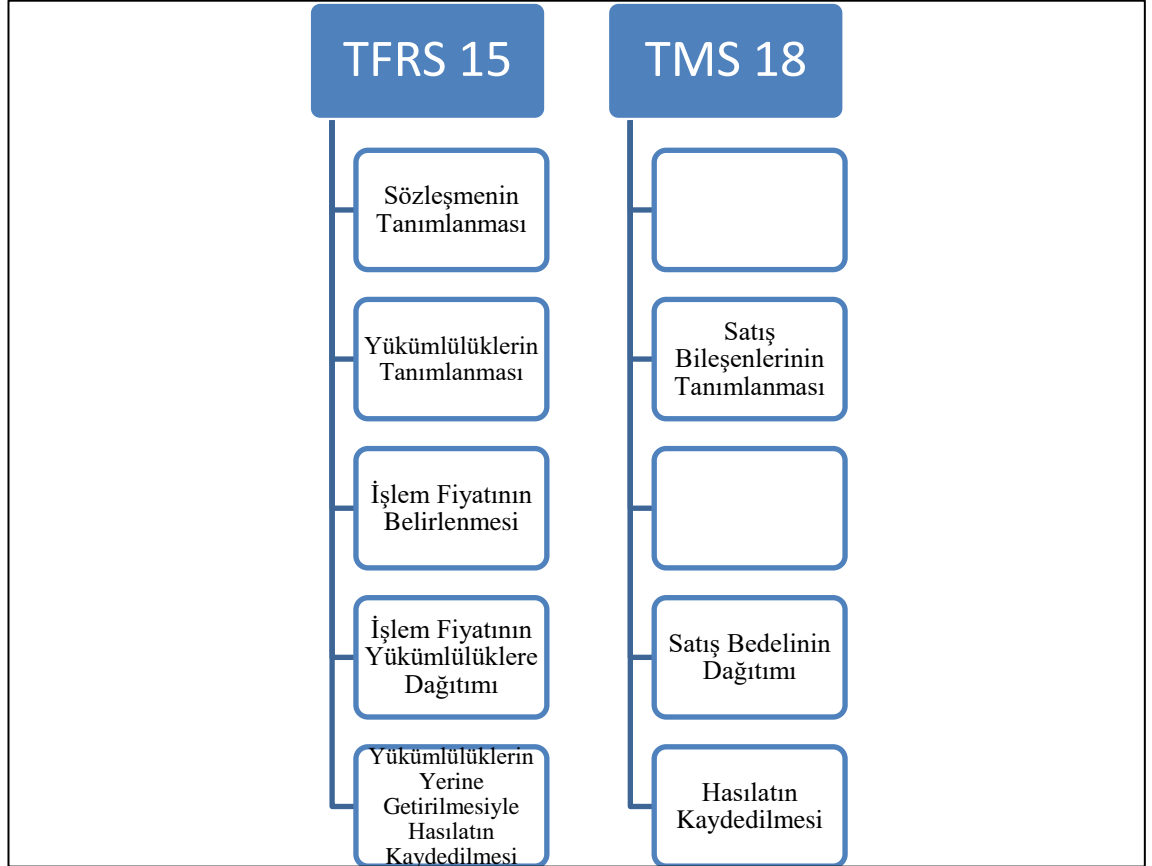 TFRS 15
Sözleşmenin
Tanımlanması
Yükümlülüklerin
Tanımlanması
İşlem Fiyatının
Belirlenmesi
İşlem Fiyatının
Yükümlülüklere
Dağıtımı
Yükümlülüklerin
Yerine
Getirilmesiyle
Hasılatın
Kaydedilmesi
TMS 18
Satış
Bileşenlerinin
Tanımlanması
Satış Bedelinin
Dağıtımı
Hasılatın
Kaydedilmesi